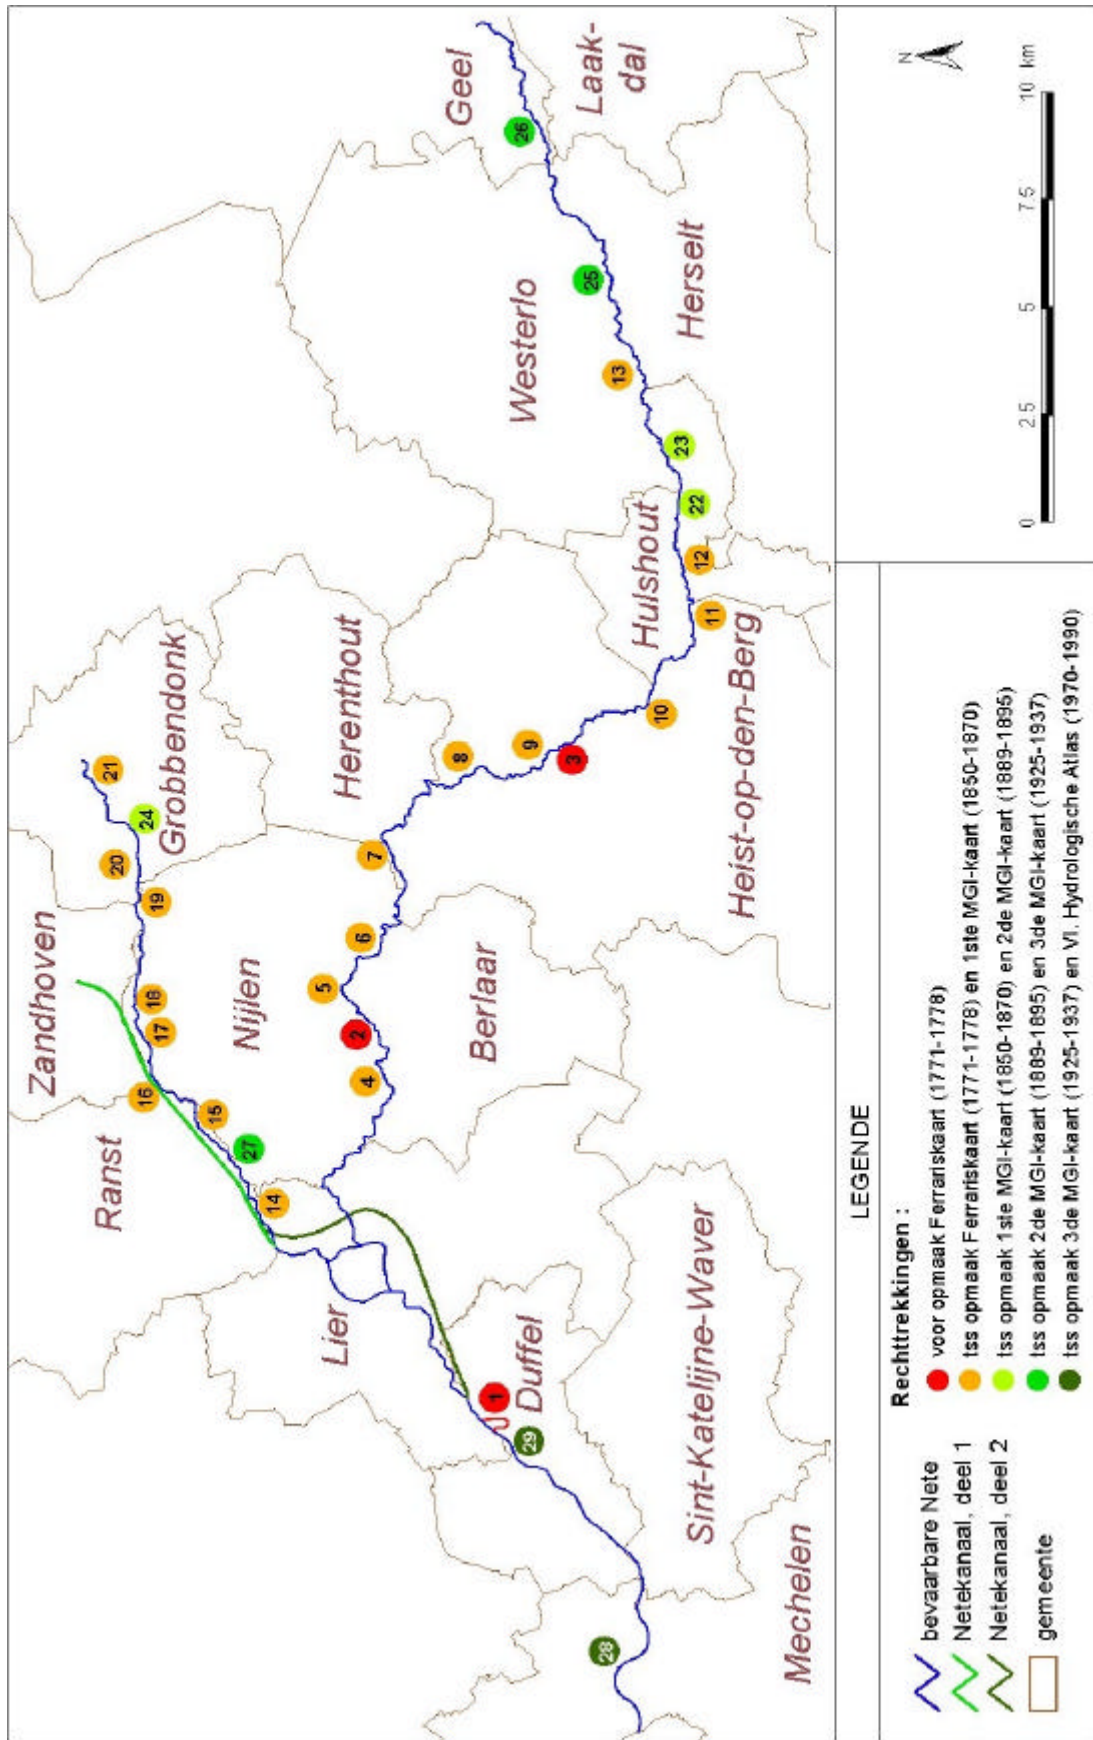 Geel
Laak-
dal
26
25
Westerlo
Herselt
13
23
22
Hulshout
12
11
10
Heist-op-den-Berg
Grobbendonk
21
24
20
19
Herenthout
9
8
3
7
Zandhoven
18
17
16
Nijlen
6
5
2
4
Berlaar
Ranst
15
27
14
Lier
1
Duffel
29
Sint-Katelijne-Waver
28
Mechelen
LEGENDE
bevaarbare Nete
Netekanaal, deel 1
Netekanaal, deel 2
gemeente
Rechttrekkingen :
voor opmaak Ferrariskaart (1771-1778)
tss opmaak Ferrariskaart (1771-1778) en 1ste MGI-kaart (1850-1870)
tss opmaak 1ste MGI-kaart (1850-1870) en 2de MGI-kaart (1889-1895)
tss opmaak 2de MGI-kaart (1889-1895) en 3de MGI-kaart (1925-1937)
tss opmaak 3de MGI-kaart (1925-1937) en Vl. Hydrologische Atlas (1970-1990)
N
0 2.5 5 7.5 10 km